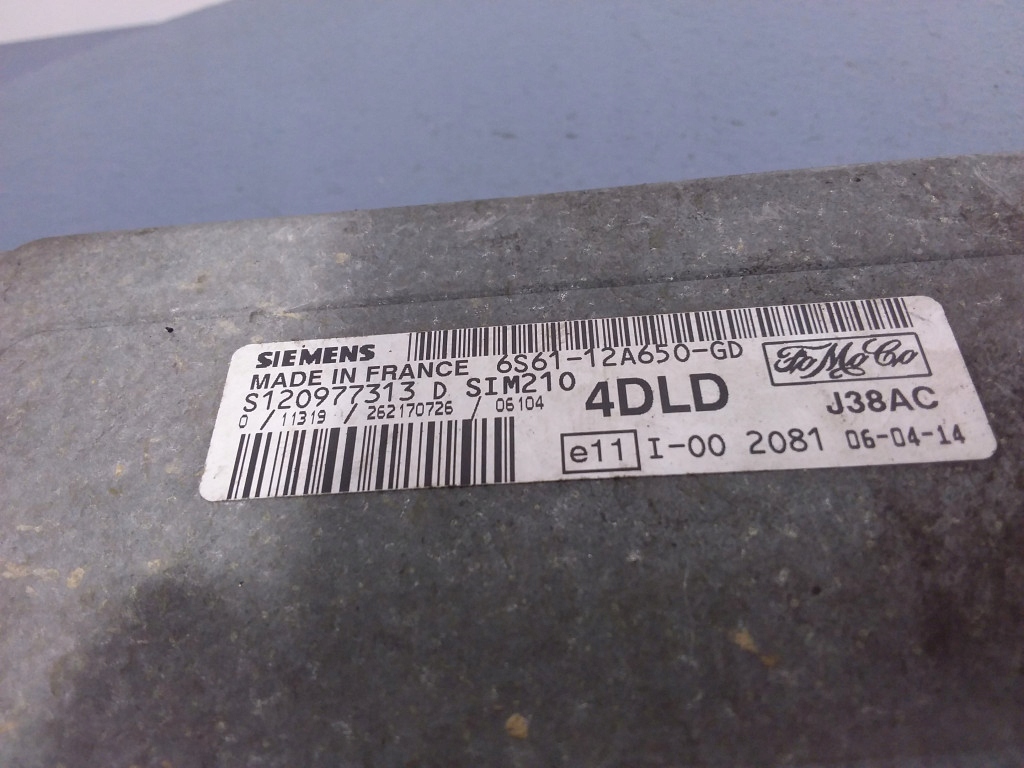 SIEMENS
MADE IN FRANCE 6S61-12A650-GD FoMoCo
S120977313 D SIM210 4DLD J38AC
0 / 11319 / 262170726 / 06104
e11 I-00 2081 06-04-14